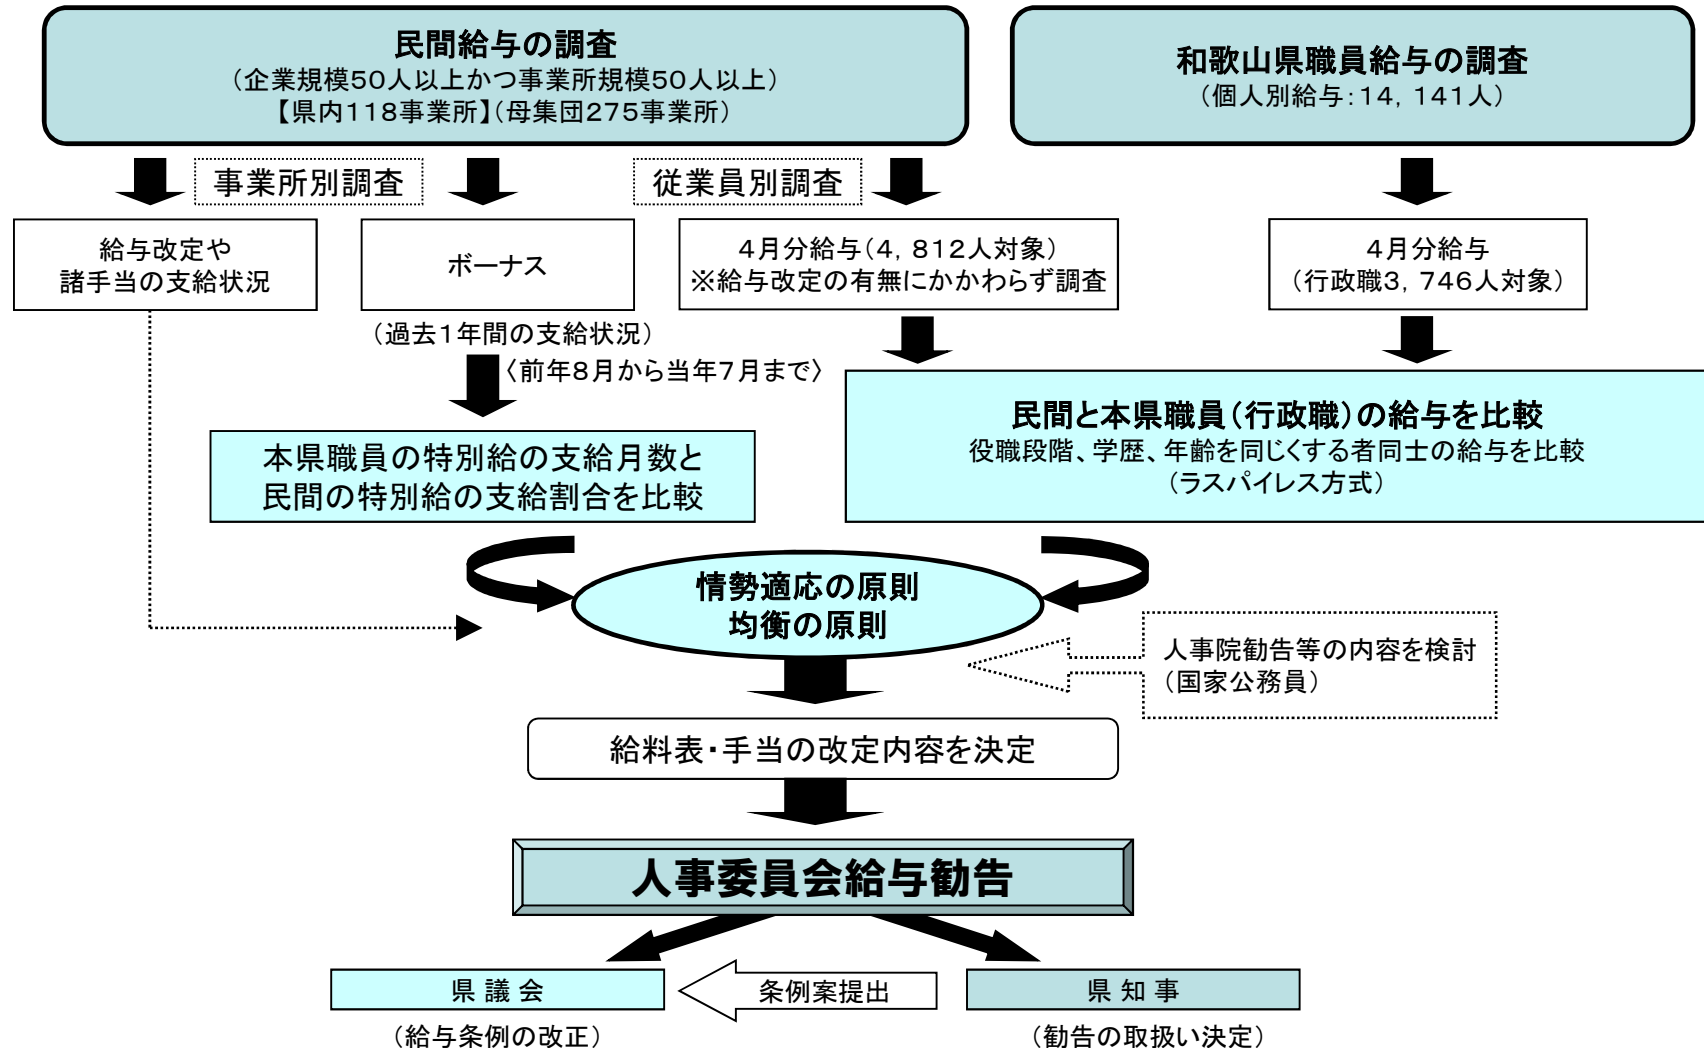 民間給与の調査
（企業規模５０人以上かつ事業所規模５０人以上）
【県内１１８事業所】（母集団２７５事業所）
和歌山県職員給与の調査
（個人別給与：１４，１４１人）
事業所別調査
従業員別調査
給与改定や
諸手当の支給状況
ボーナス
４月分給与（４，８１２人対象）
※給与改定の有無にかかわらず調査
４月分給与
（行政職３，７４６人対象）
（過去１年間の支給状況）
〈前年８月から当年７月まで〉
本県職員の特別給の支給月数と
民間の特別給の支給割合を比較
民間と本県職員（行政職）の給与を比較
役職段階、学歴、年齢を同じくする者同士の給与を比較
（ラスパイレス方式）
情勢適応の原則
均衡の原則
人事院勧告等の内容を検討
（国家公務員）
給料表・手当の改定内容を決定
人事委員会給与勧告
県 議 会
条例案提出
県 知 事
（給与条例の改正）
（勧告の取扱い決定）